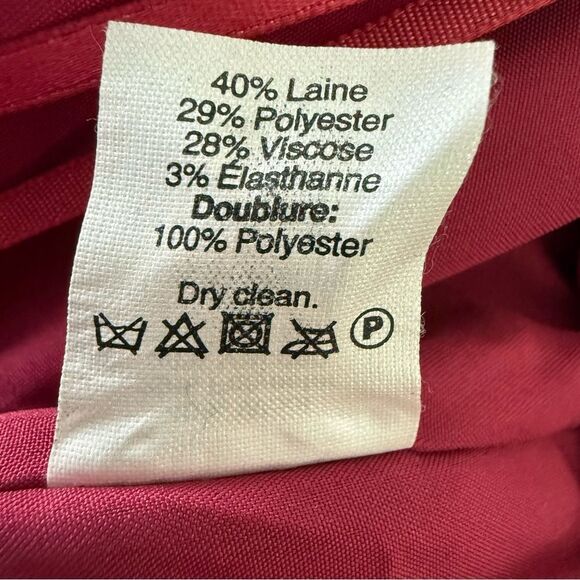 40% Laine
29% Polyester
28% Viscose
3% Élasthanne
Doublure:
100% Polyester
Dry clean.
P